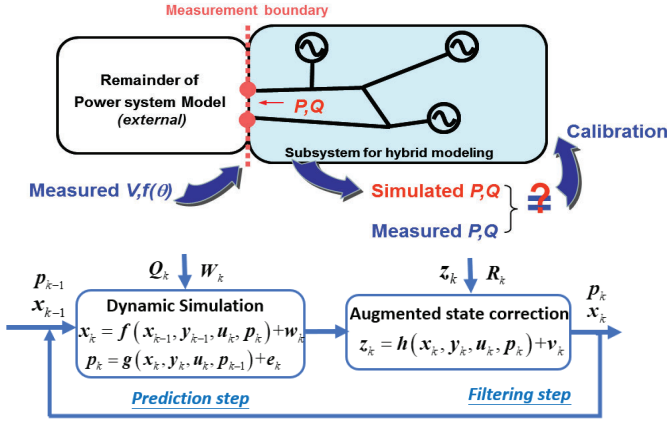 Measurement boundary
Remainder of
Power system Model
(external)
P,Q
Subsystem for hybrid modeling
Calibration
Measured V,f(θ)
Simulated P,Q
Measured P,Q
= ?
Q_k W_k
z_k R_k
p_{k-1}
x_{k-1}
Dynamic Simulation
x_k = f(x_{k-1}, y_{k-1}, u_k, p_k)+w_k
p_k = g(x_k, y_k, u_k, p_{k-1})+e_k
Augmented state correction
z_k = h(x_k, y_k, u_k, p_k)+v_k
p_k
x_k
Prediction step
Filtering step